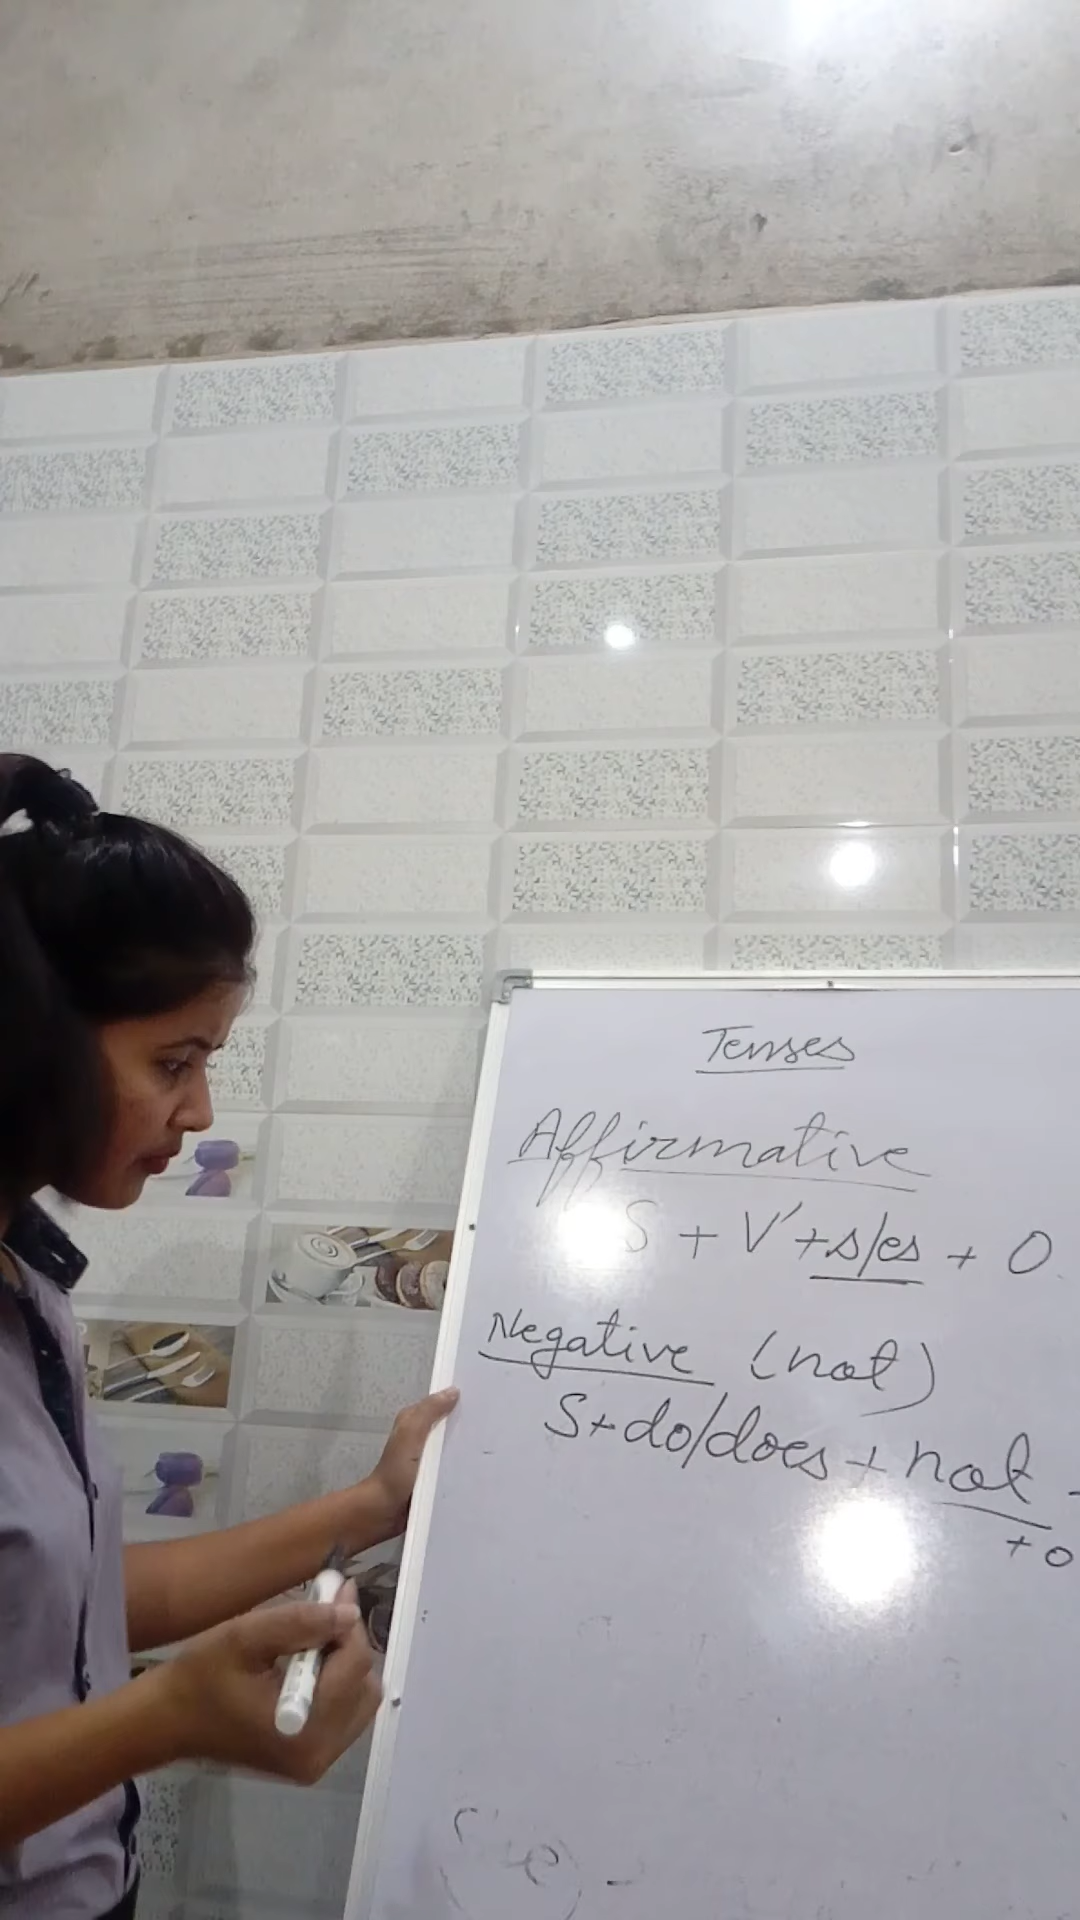 Tenses
Affirmative
S + V' + s/es + O
Negative (not)
S + do/does + not
+ o